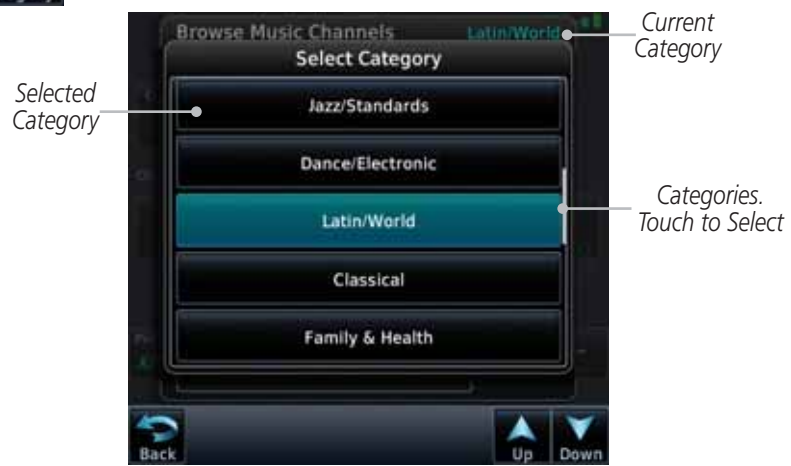 Browse Music Channels Latin/World
Current
Category
Select Category
Selected
Category
Jazz/Standards
Dance/Electronic
Categories.
Touch to Select
Latin/World
Classical
Family & Health
Back
Up
Down